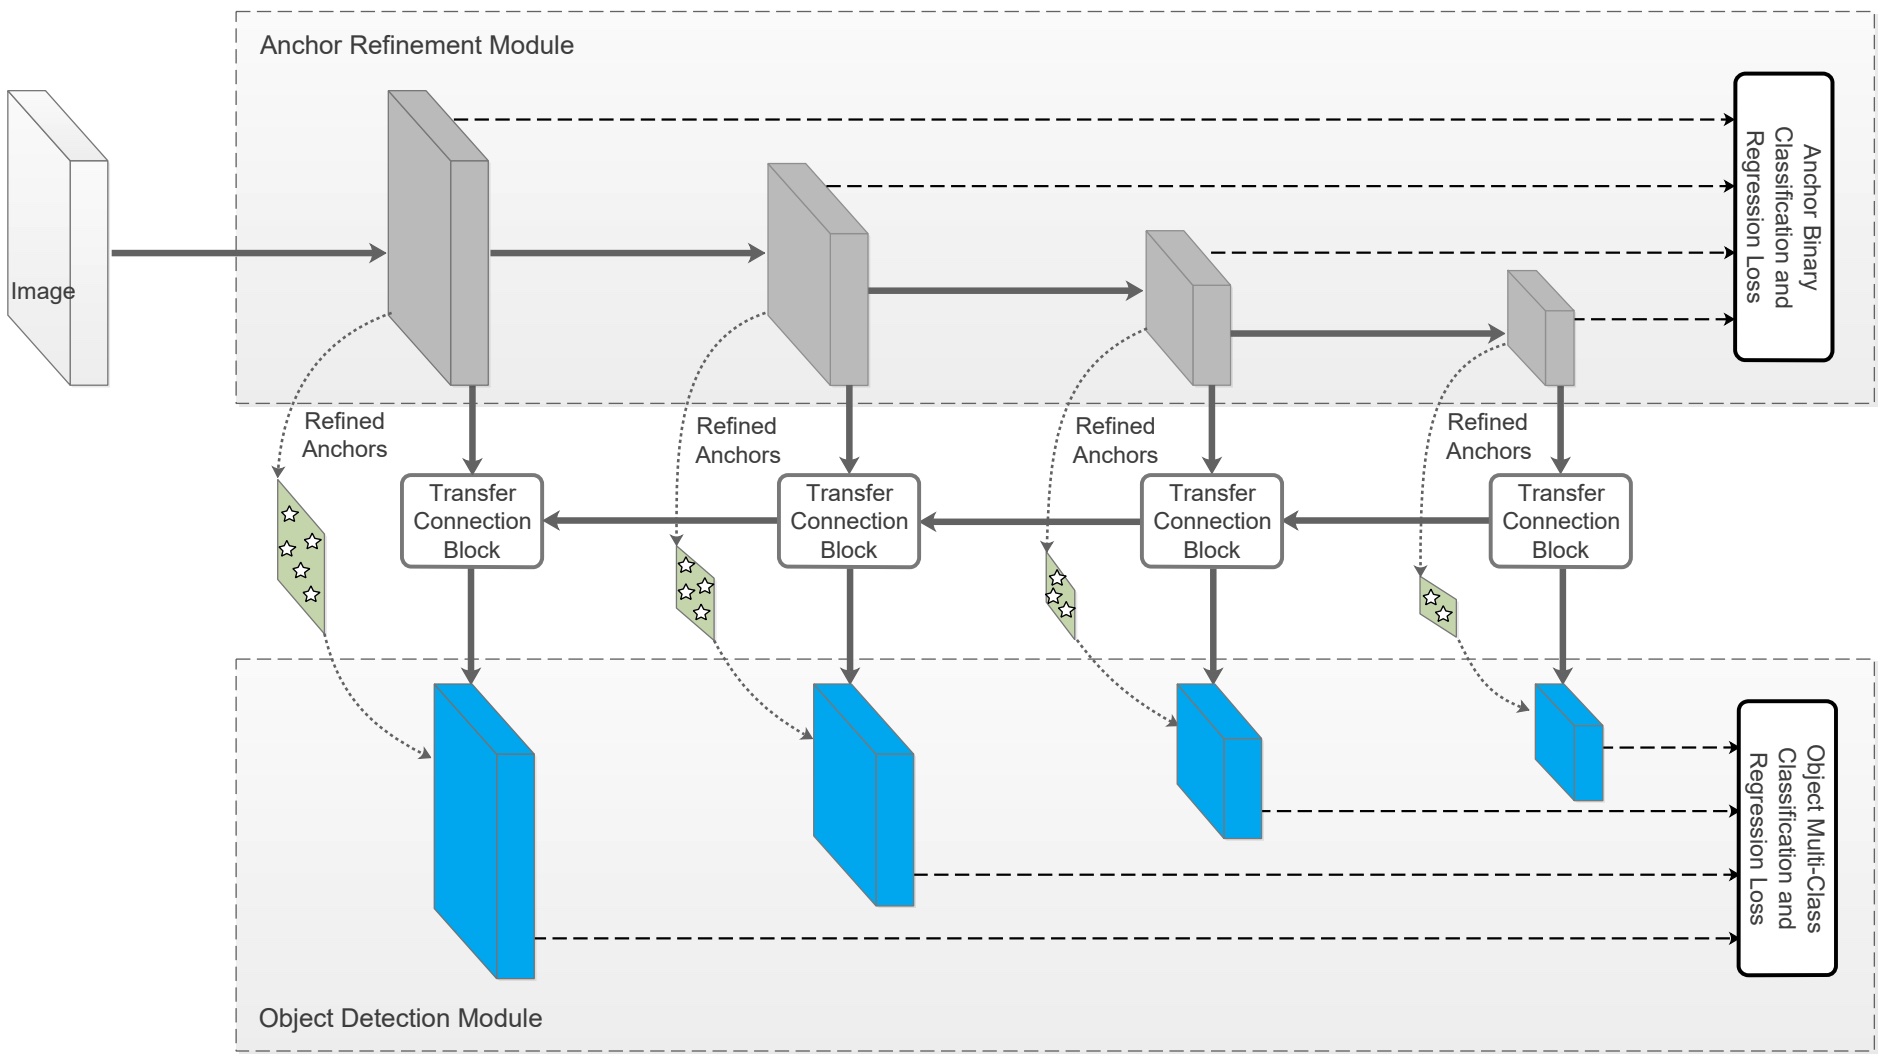 Anchor Refinement Module
Image
Anchor Binary
Classification and
Regression Loss
Refined
Anchors
Refined
Anchors
Refined
Anchors
Refined
Anchors
Transfer
Connection
Block
Transfer
Connection
Block
Transfer
Connection
Block
Transfer
Connection
Block
Object Multi-Class
Classification and
Regression Loss
Object Detection Module